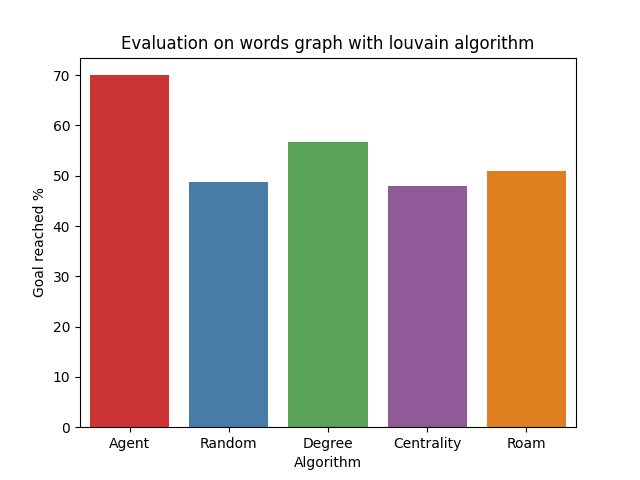 Evaluation on words graph with louvain algorithm
Goal reached %
70
60
50
40
30
20
10
0
Agent Random Degree Centrality Roam
Algorithm